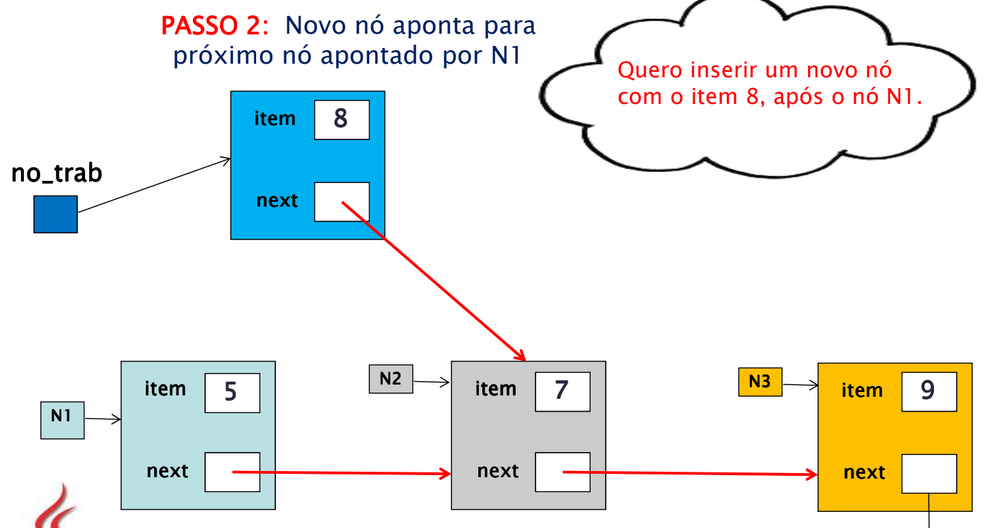 PASSO 2: Novo nó aponta para
próximo nó apontado por N1
Quero inserir um novo nó
com o item 8, após o nó N1.
item 8
no_trab
next
N1
item 5
next
N2
item 7
next
N3
item 9
next